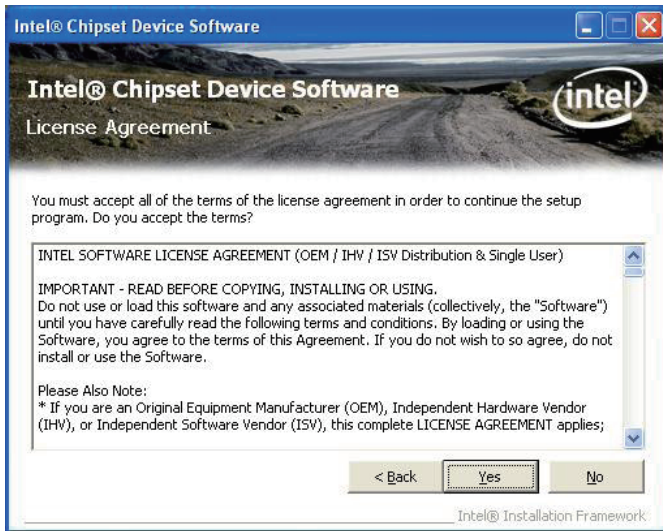 Intel® Chipset Device Software
Intel® Chipset Device Software
intel
License Agreement
You must accept all of the terms of the license agreement in order to continue the setup
program. Do you accept the terms?
INTEL SOFTWARE LICENSE AGREEMENT (OEM / IHV / ISV Distribution & Single User)
IMPORTANT - READ BEFORE COPYING, INSTALLING OR USING.
Do not use or load this software and any associated materials (collectively, the "Software")
until you have carefully read the following terms and conditions. By loading or using the
Software, you agree to the terms of this Agreement. If you do not wish to so agree, do not
install or use the Software.
Please Also Note:
* If you are an Original Equipment Manufacturer (OEM), Independent Hardware Vendor
(IHV), or Independent Software Vendor (ISV), this complete LICENSE AGREEMENT applies;
< Back Yes No
Intel® Installation Framework